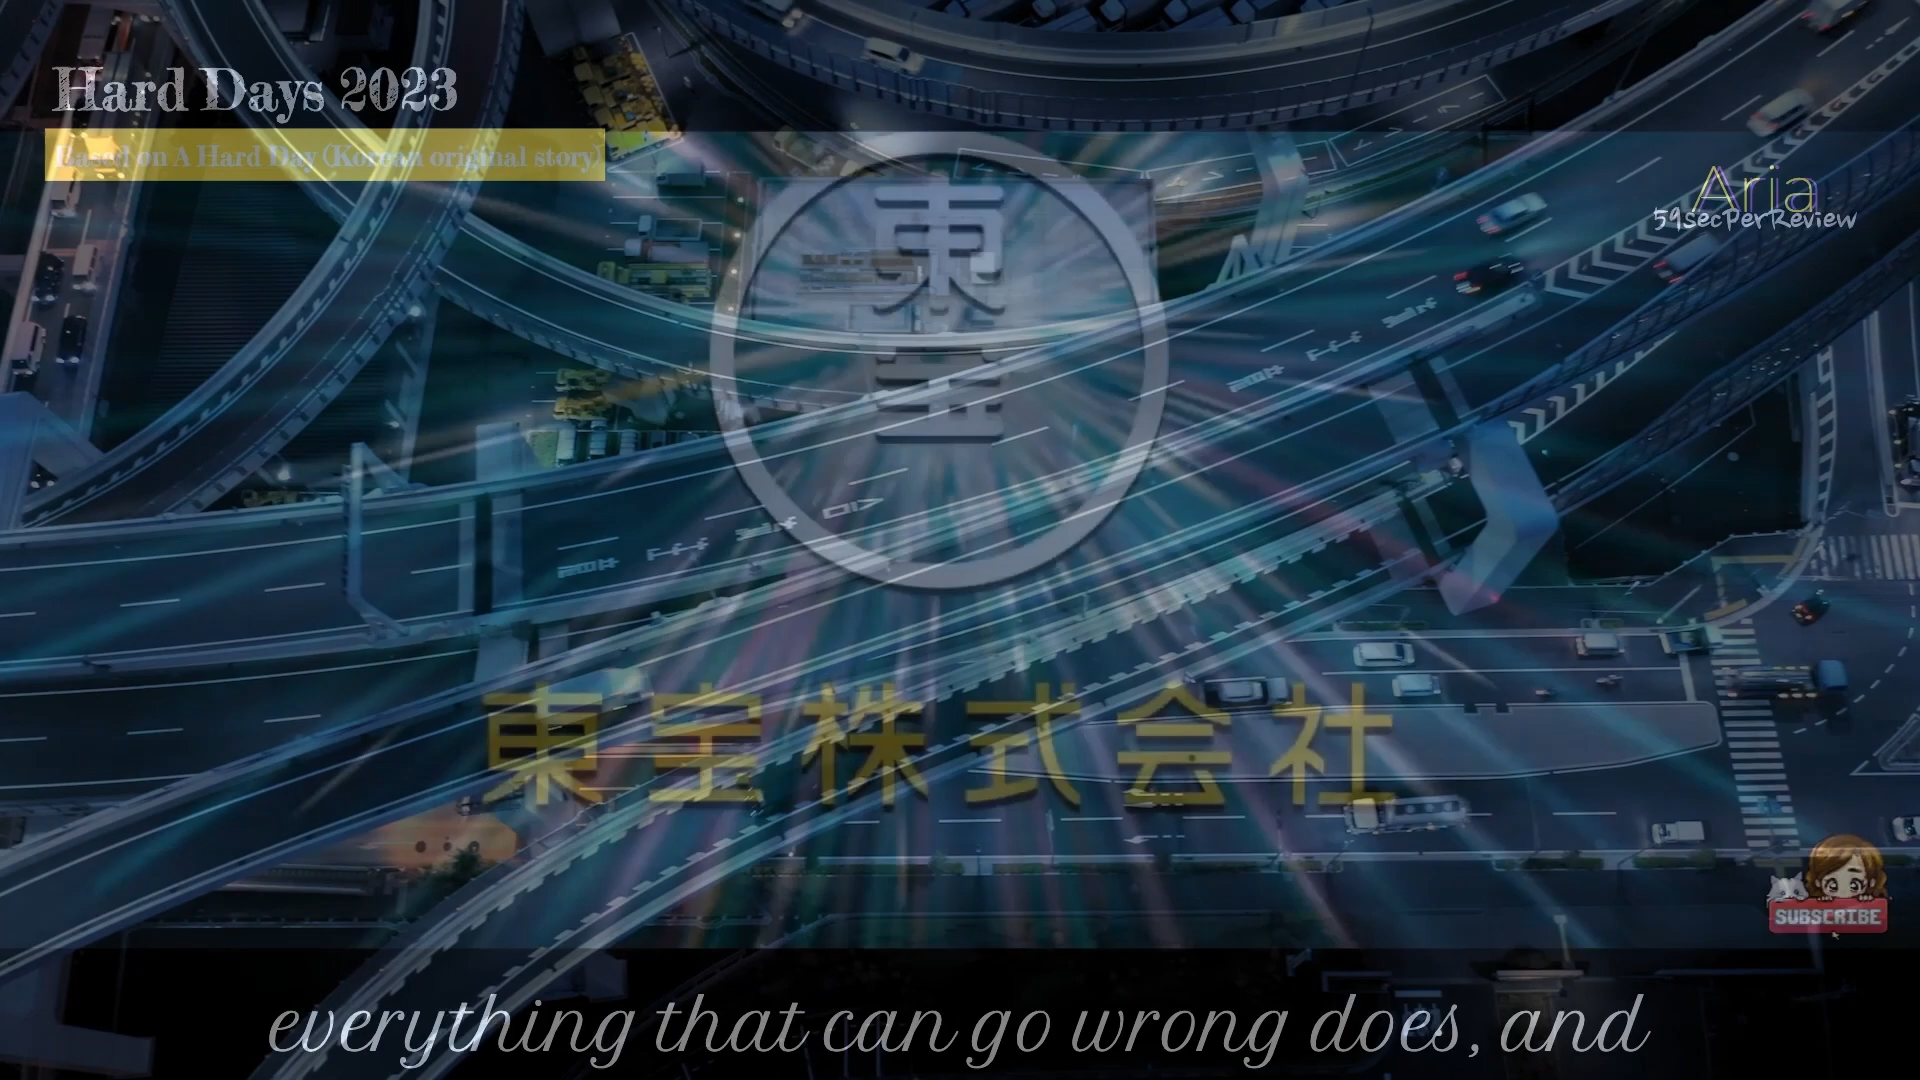 Hard Days 2023
Based on A Hard Day (Korean original story)
Aria
59secPerReview
東
宝
東宝株式会社
SUBSCRIBE
everything that can go wrong does, and